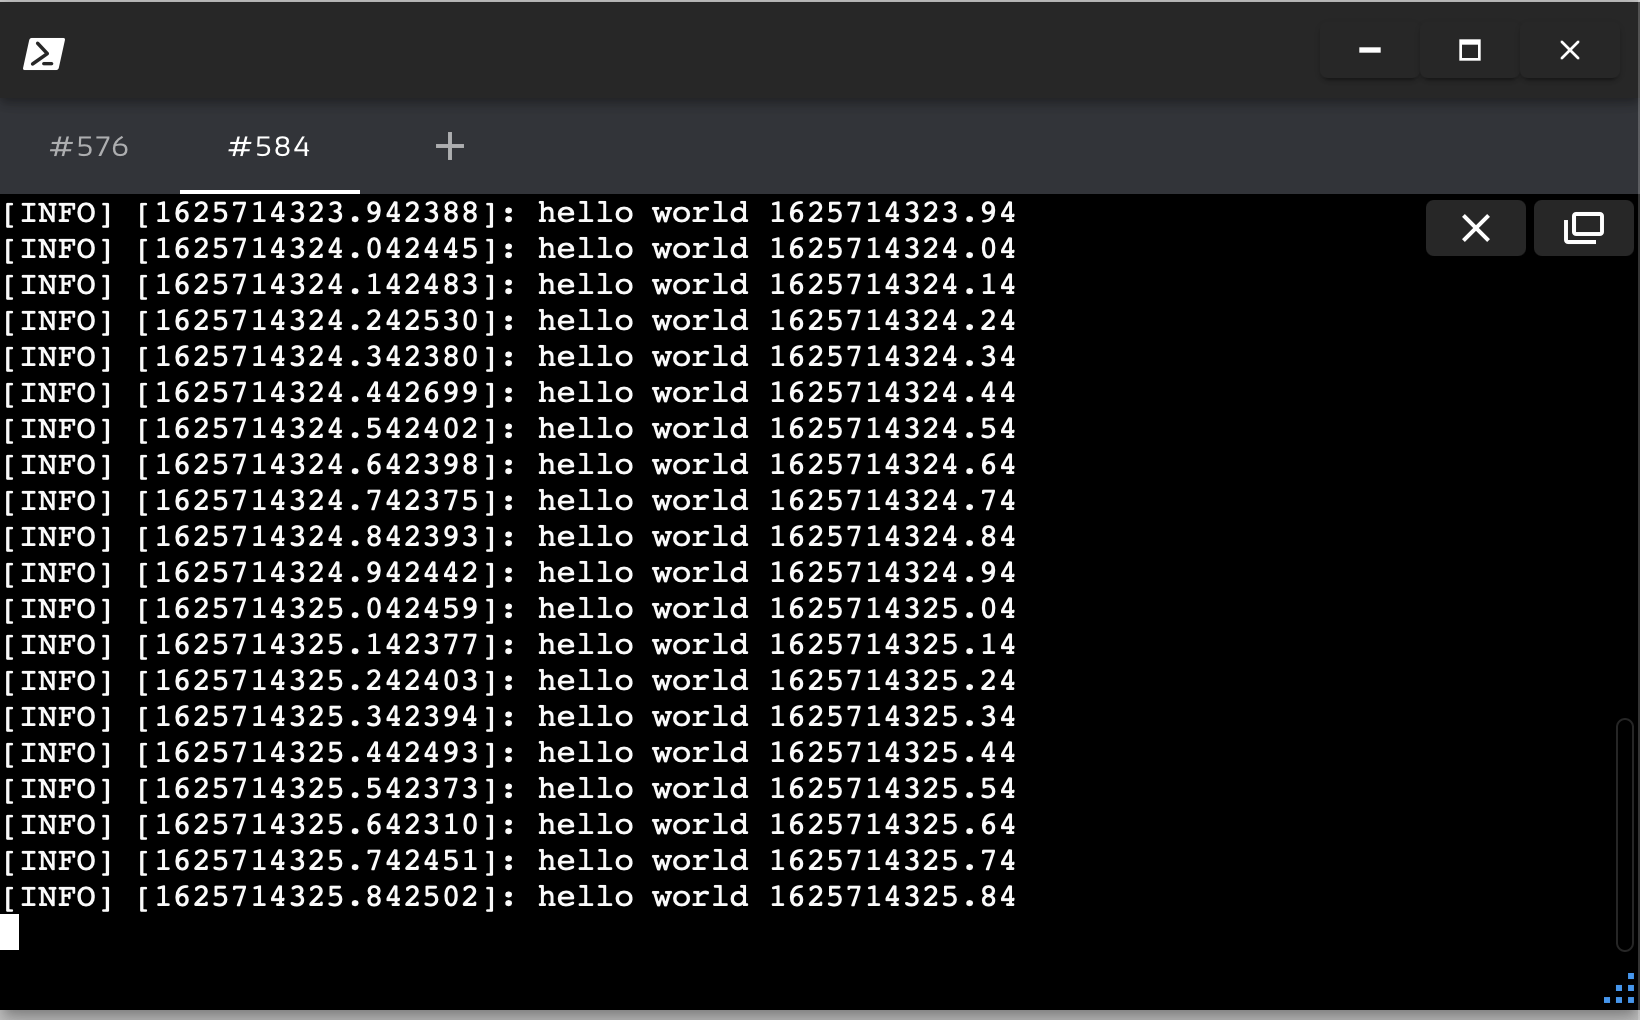 #576 #584 +
[INFO] [1625714323.942388]: hello world 1625714323.94
[INFO] [1625714324.042445]: hello world 1625714324.04
[INFO] [1625714324.142483]: hello world 1625714324.14
[INFO] [1625714324.242530]: hello world 1625714324.24
[INFO] [1625714324.342380]: hello world 1625714324.34
[INFO] [1625714324.442699]: hello world 1625714324.44
[INFO] [1625714324.542402]: hello world 1625714324.54
[INFO] [1625714324.642398]: hello world 1625714324.64
[INFO] [1625714324.742375]: hello world 1625714324.74
[INFO] [1625714324.842393]: hello world 1625714324.84
[INFO] [1625714324.942442]: hello world 1625714324.94
[INFO] [1625714325.042459]: hello world 1625714325.04
[INFO] [1625714325.142377]: hello world 1625714325.14
[INFO] [1625714325.242403]: hello world 1625714325.24
[INFO] [1625714325.342394]: hello world 1625714325.34
[INFO] [1625714325.442493]: hello world 1625714325.44
[INFO] [1625714325.542373]: hello world 1625714325.54
[INFO] [1625714325.642310]: hello world 1625714325.64
[INFO] [1625714325.742451]: hello world 1625714325.74
[INFO] [1625714325.842502]: hello world 1625714325.84